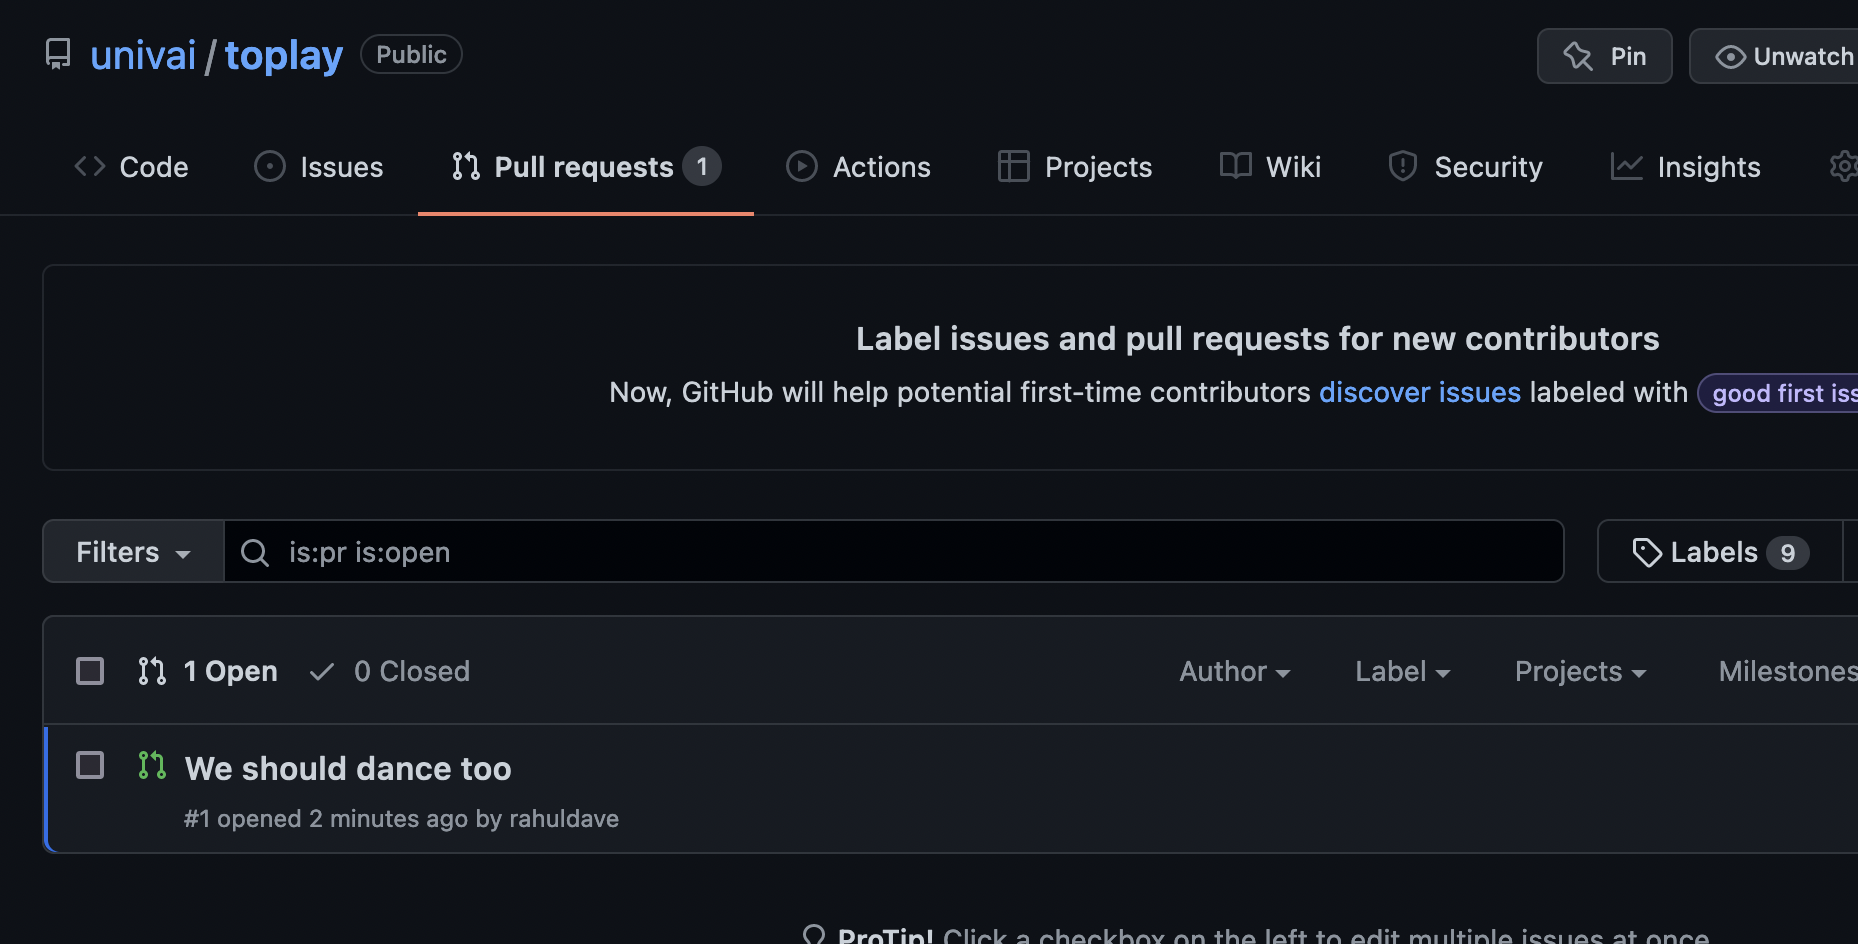 univai / toplay Public Pin Unwatch
Code Issues Pull requests 1 Actions Projects Wiki Security Insights
Label issues and pull requests for new contributors
Now, GitHub will help potential first-time contributors discover issues labeled with good first iss
Filters is:pr is:open Labels 9
1 Open 0 Closed Author Label Projects Milestones
We should dance too
#1 opened 2 minutes ago by rahuldave
ProTip! Click a checkbox on the left to edit multiple issues at once